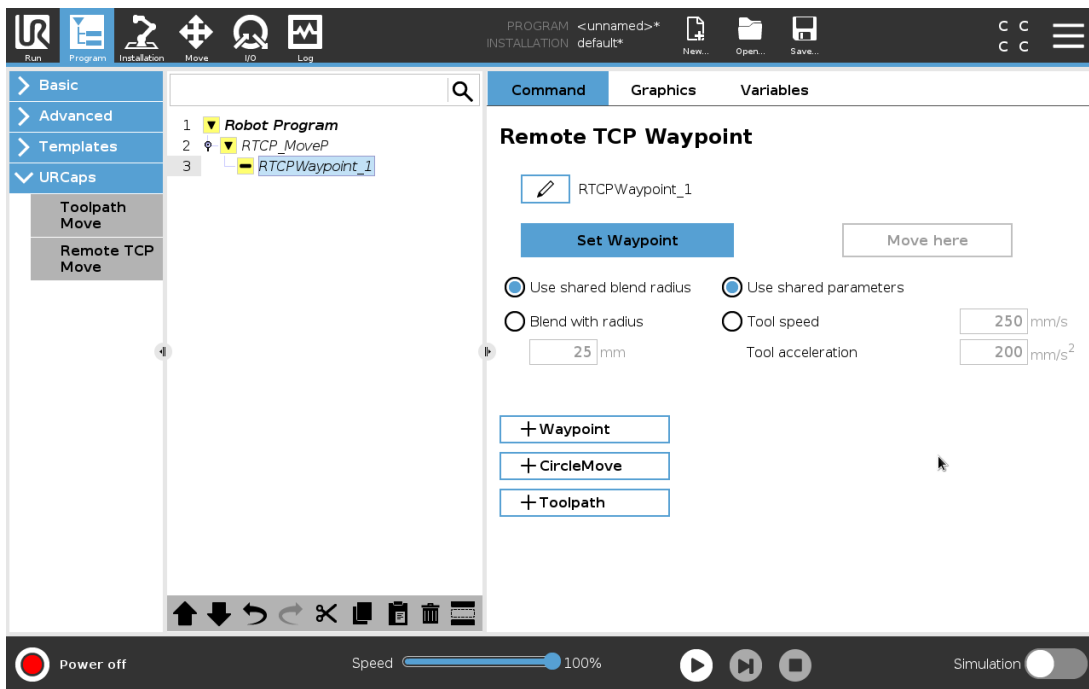 PROGRAM <unnamed>*
INSTALLATION default*
C C
C C
UR
Run
Program
Installation
Move
I/O
Log
New...
Open...
Save...
Basic
Advanced
Templates
URCaps
Toolpath
Move
Remote TCP
Move
1 Robot Program
2 RTCP_MoveP
3 RTCPWaypoint_1
Command Graphics Variables
Remote TCP Waypoint
RTCPWaypoint_1
Set Waypoint Move here
Use shared blend radius Use shared parameters
Blend with radius Tool speed 250 mm/s
25 mm Tool acceleration 200 mm/s²
+Waypoint
+CircleMove
+Toolpath
Power off Speed 100% Simulation